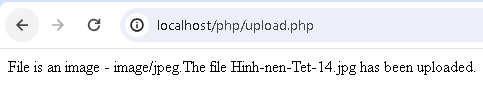 localhost/php/upload.php
File is an image - image/jpeg.The file Hinh-nen-Tet-14.jpg has been uploaded.